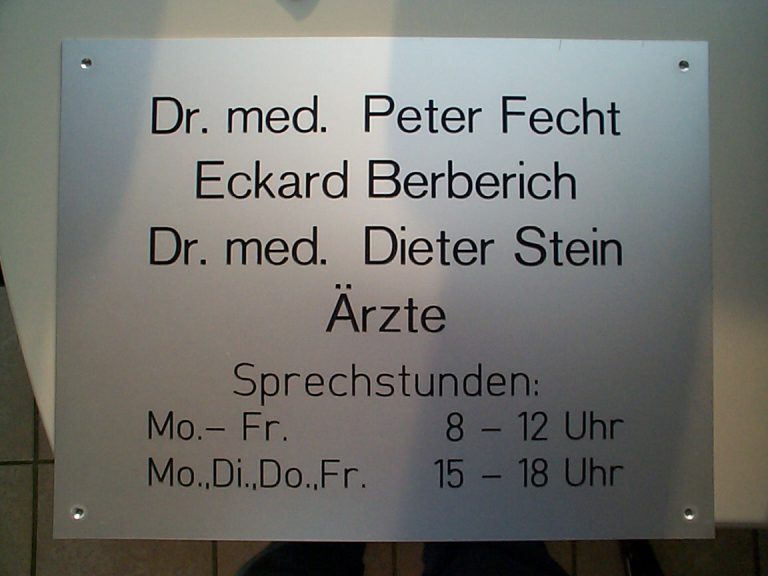 Dr. med. Peter Fecht
Eckard Berberich
Dr. med. Dieter Stein
Ärzte
Sprechstunden:
Mo.– Fr. 8 – 12 Uhr
Mo.,Di.,Do.,Fr. 15 – 18 Uhr